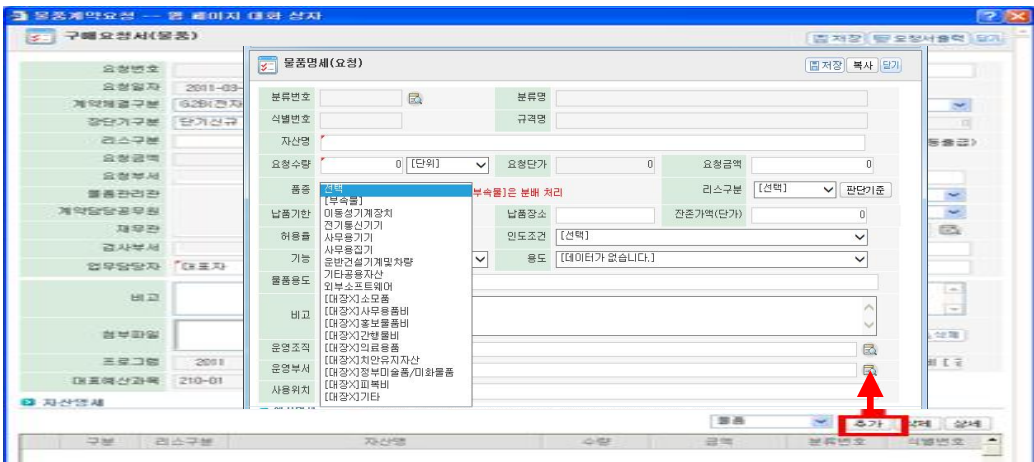 물품계약요청 -- 웹 페이지 대화 상자
구매요청서(물품)
저장 요청서출력 닫기
요청번호
요청일자 2011-03-
계약체결구분 G2B(전자
장단기구분 단기신규
리스구분
요청금액
요청부서
물품관리관
계약담당공무원
재무관
검사부서
업무담당자 대표자
비고
첨부파일 삭제
프로그램 2011
대표예산과목 210-01
물품명세(요청)
저장 복사 닫기
분류번호 분류명
식별번호 규격명
자산명
요청수량 0 [단위] 요청단가 0 요청금액 0
품종 선택 부속물]은 분배 처리 리스구분 [선택] 판단기준
[부속물]
이동성기계장치
전기통신기기
사무용기기
사무용집기
운반건설기계및차량
기타공용자산
외부소프트웨어
[대장X]소모품
[대장X]사무용품비
[대장X]홍보물품비
[대장X]간행물비
[대장X]의료용품
[대장X]치안유지자산
[대장X]정부미술품/미화물품
[대장X]피복비
[대장X]기타
납품기한 납품장소 잔존가액(단가) 0
허용률 인도조건 [선택]
기능 용도 [데이터가 없습니다.]
물품용도
비고
운영조직
운영부서
사용위치
자산명세
물품 추가 삭제 상세
구분 리스구분 자산명 수량 금액 분류번호 식별번호